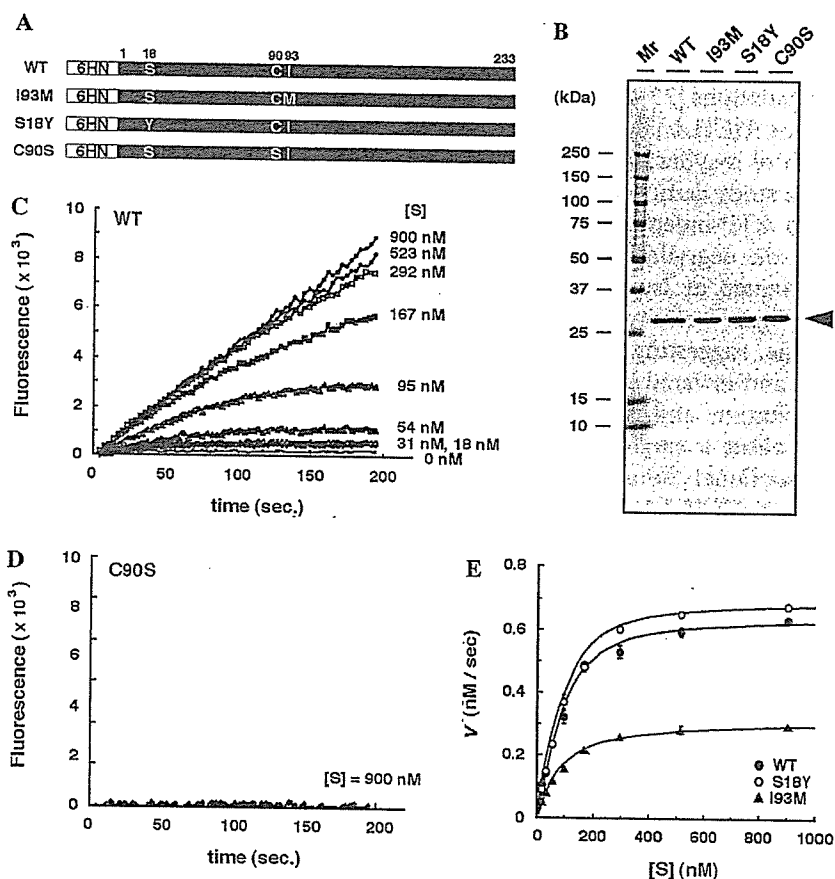 A
1 18 90 93 233
WT 6HN S C I
I93M 6HN S C M
S18Y 6HN Y C I
C90S 6HN S S I
B
Mr WT I93M S18Y C90S
(kDa)
250
150
100
75
50
37
25
15
10
C
WT
[S]
Fluorescence (x 10³)
10
8
6
4
2
0
900 nM
523 nM
292 nM
167 nM
95 nM
54 nM
31 nM, 18 nM
0 nM
0 50 100 150 200
time (sec.)
D
C90S
Fluorescence (x 10³)
10
8
6
4
2
0
[S] = 900 nM
0 50 100 150 200
time (sec.)
E
V (nM / sec)
0.8
0.6
0.4
0.2
0
WT
S18Y
I93M
0 200 400 600 800 1000
[S] (nM)